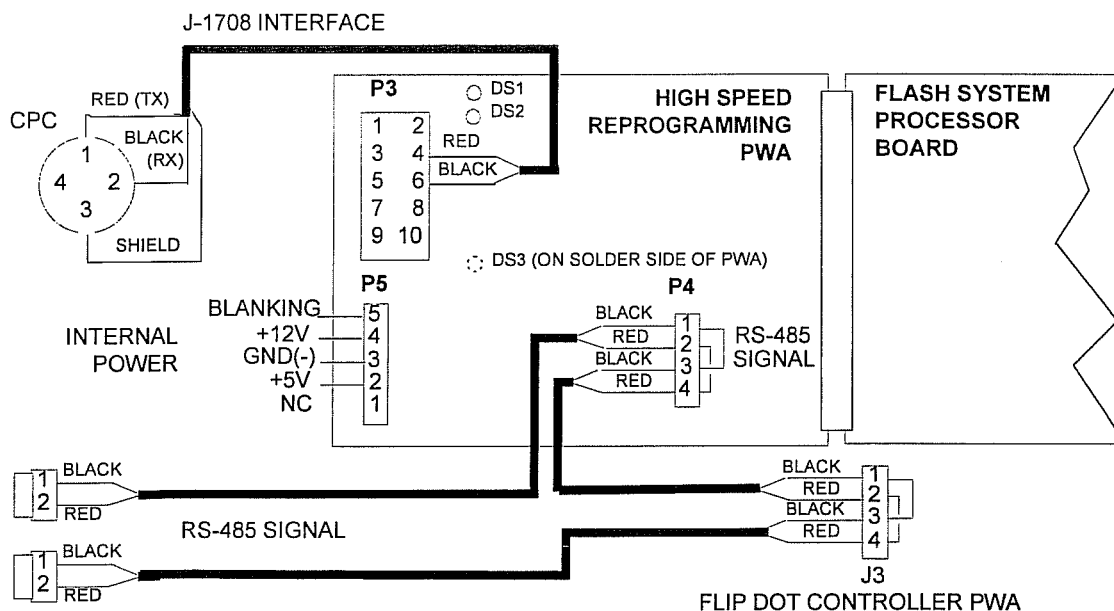 J-1708 INTERFACE
RED (TX)
CPC
BLACK
(RX)
1
4 2
3
SHIELD
P3
DS1
DS2
1 2
3 4
5 6
7 8
9 10
RED
BLACK
HIGH SPEED
REPROGRAMMING
PWA
FLASH SYSTEM
PROCESSOR
BOARD
DS3 (ON SOLDER SIDE OF PWA)
INTERNAL
POWER
P5
BLANKING 5
+12V 4
GND(-) 3
+5V 2
NC 1
P4
BLACK 1
RED 2
BLACK 3
RED 4
RS-485
SIGNAL
1 BLACK
2 RED
RS-485 SIGNAL
1 BLACK
2 RED
BLACK 1
RED 2
BLACK 3
RED 4
J3
FLIP DOT CONTROLLER PWA